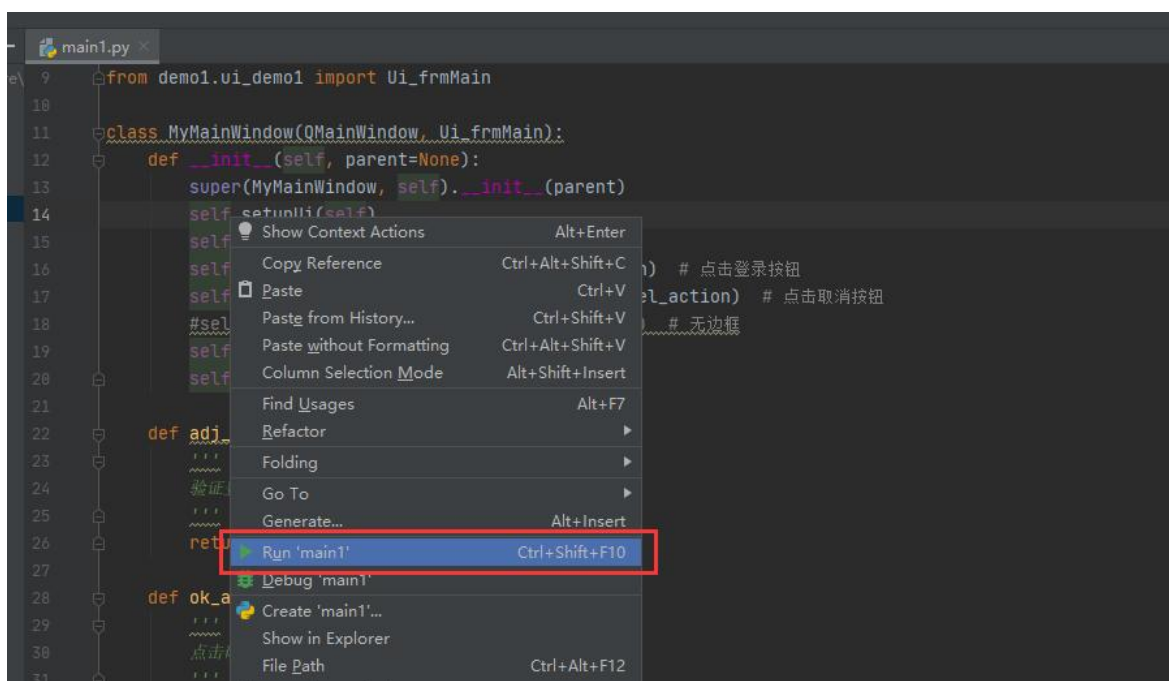 main1.py
9 from demo1.ui_demo1 import Ui_frmMain
10
11 class MyMainWindow(QMainWindow, Ui_frmMain):
12 def __init__(self, parent=None):
13 super(MyMainWindow, self).__init__(parent)
14 self.setupUi(self)
15 self
16 self ) # 点击登录按钮
17 self el_action) # 点击取消按钮
18 #sel ) # 无边框
19 self
20 self
21
22 def adj_
23 '''
24 验证
25 '''
26 retu
27
28 def ok_a
29 '''
30 点击
31 '''
Show Context Actions Alt+Enter
Copy Reference Ctrl+Alt+Shift+C
Paste Ctrl+V
Paste from History... Ctrl+Shift+V
Paste without Formatting Ctrl+Alt+Shift+V
Column Selection Mode Alt+Shift+Insert
Find Usages Alt+F7
Refactor
Folding
Go To
Generate... Alt+Insert
Run 'main1' Ctrl+Shift+F10
Debug 'main1'
Create 'main1'...
Show in Explorer
File Path Ctrl+Alt+F12